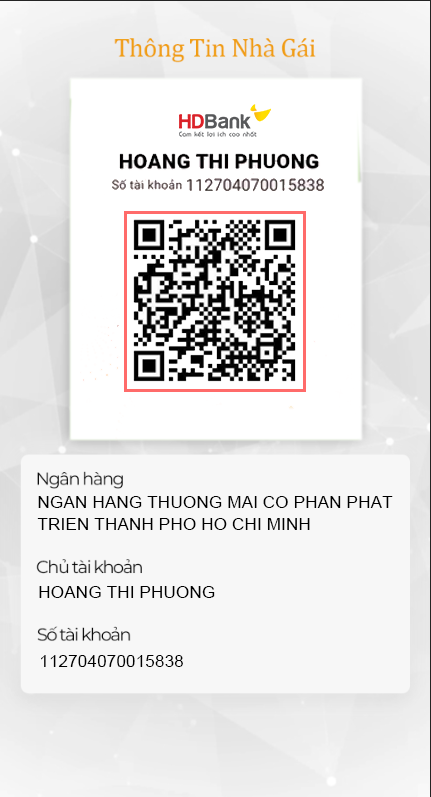 Thông Tin Nhà Gái
HDBank
Cam kết lợi ích cao nhất
HOANG THI PHUONG
Số tài khoản 112704070015838
Ngân hàng
NGAN HANG THUONG MAI CO PHAN PHAT
TRIEN THANH PHO HO CHI MINH
Chủ tài khoản
HOANG THI PHUONG
Số tài khoản
112704070015838